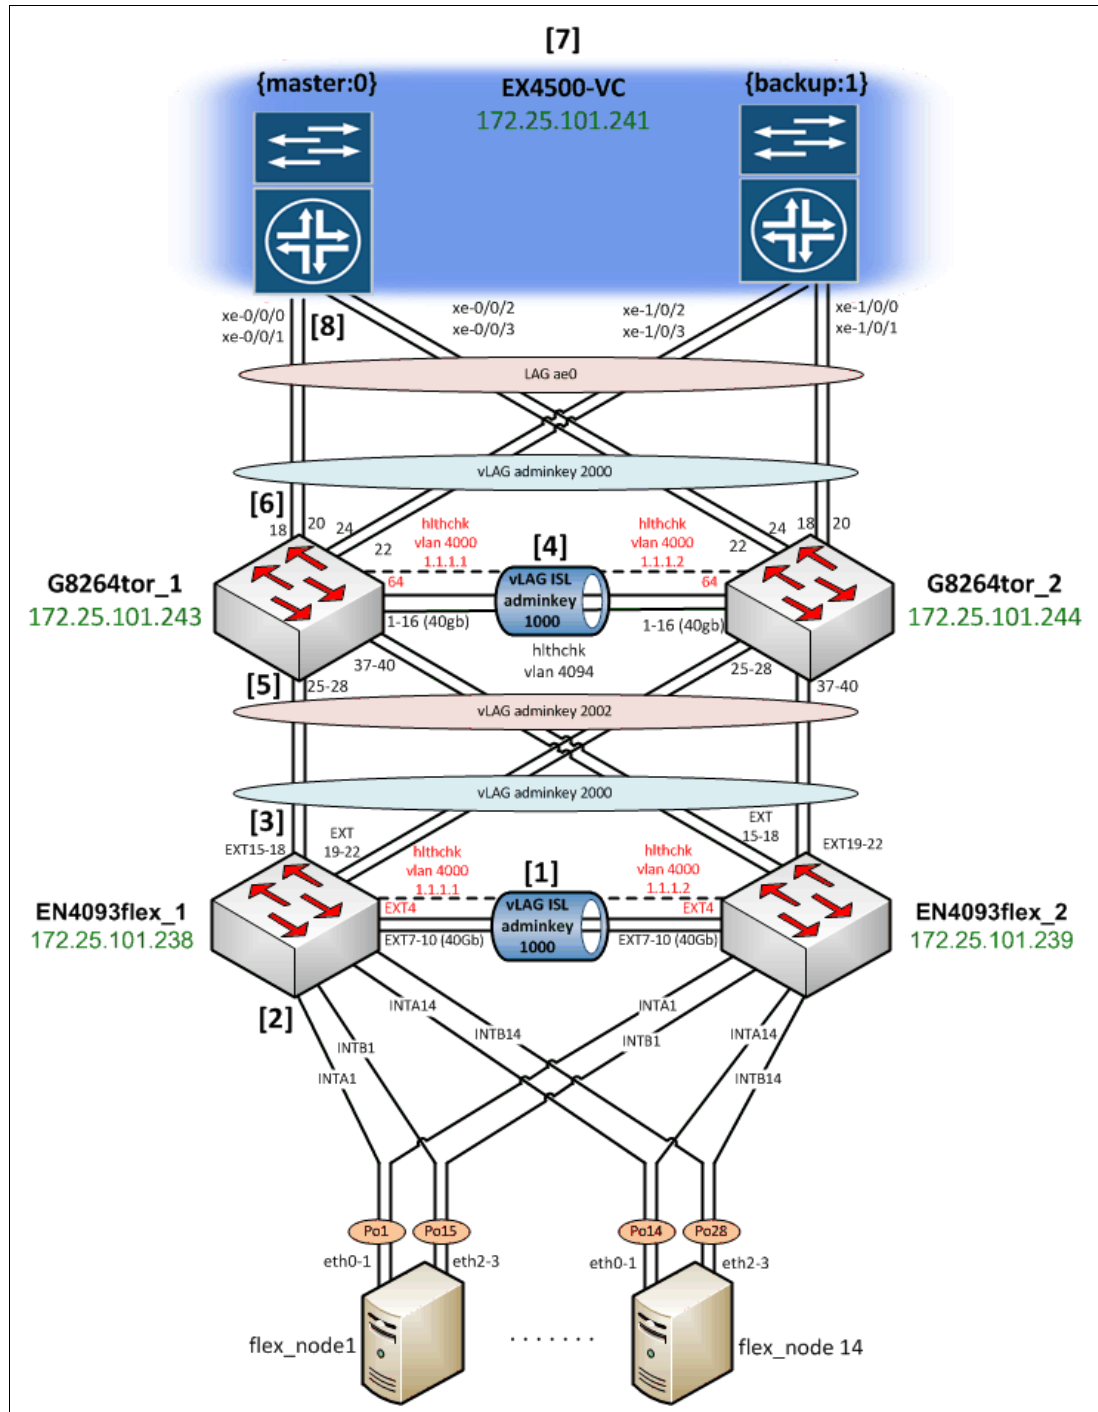 [7]
{master:0}
EX4500-VC
{backup:1}
172.25.101.241
xe-0/0/0
xe-0/0/1
[8]
xe-0/0/2
xe-0/0/3
xe-1/0/2
xe-1/0/3
xe-1/0/0
xe-1/0/1
LAG ae0
vLAG adminkey 2000
[6]
18
20
24
22
hlthchk
vlan 4000
1.1.1.1
64
[4]
hlthchk
vlan 4000
1.1.1.2
64
24
18
20
22
G8264tor_1
172.25.101.243
vLAG ISL
adminkey
1000
G8264tor_2
172.25.101.244
1-16 (40gb)
1-16 (40gb)
hlthchk
vlan 4094
37-40
25-28
[5]
25-28
37-40
vLAG adminkey 2002
vLAG adminkey 2000
[3]
EXT15-18
EXT
19-22
EXT
15-18
EXT19-22
hlthchk
vlan 4000
1.1.1.1
EXT4
[1]
hlthchk
vlan 4000
1.1.1.2
EXT4
EN4093flex_1
172.25.101.238
vLAG ISL
adminkey
1000
EN4093flex_2
172.25.101.239
EXT7-10 (40Gb)
EXT7-10 (40Gb)
[2]
INTA14
INTB14
INTB1
INTA1
INTA1
INTB1
INTA14
INTB14
Po1
Po15
Po14
Po28
eth0-1
eth2-3
eth0-1
eth2-3
flex_node1
.......
flex_node 14